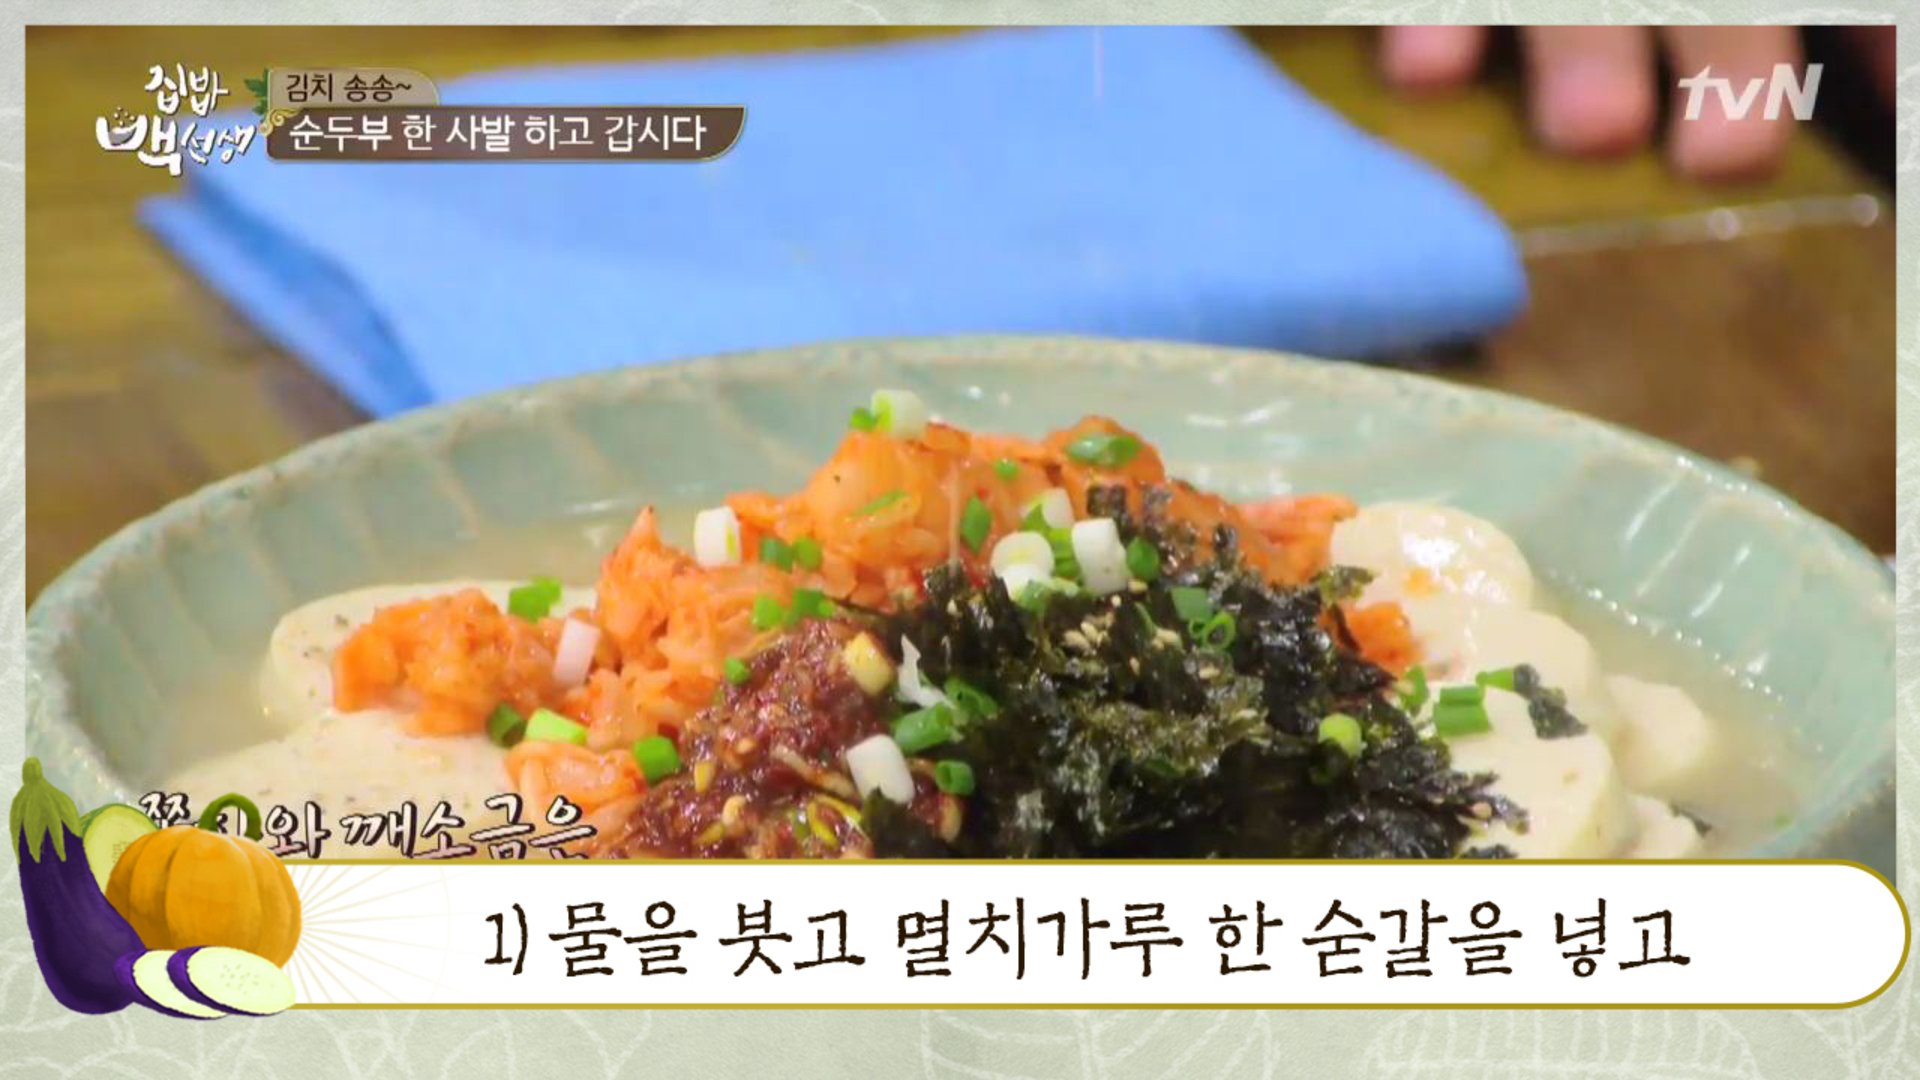 집밥
백선생
김치 송송~
순두부 한 사발 하고 갑시다
tvN
깨소금은
1) 물을 붓고 멸치가루 한 숟갈을 넣고